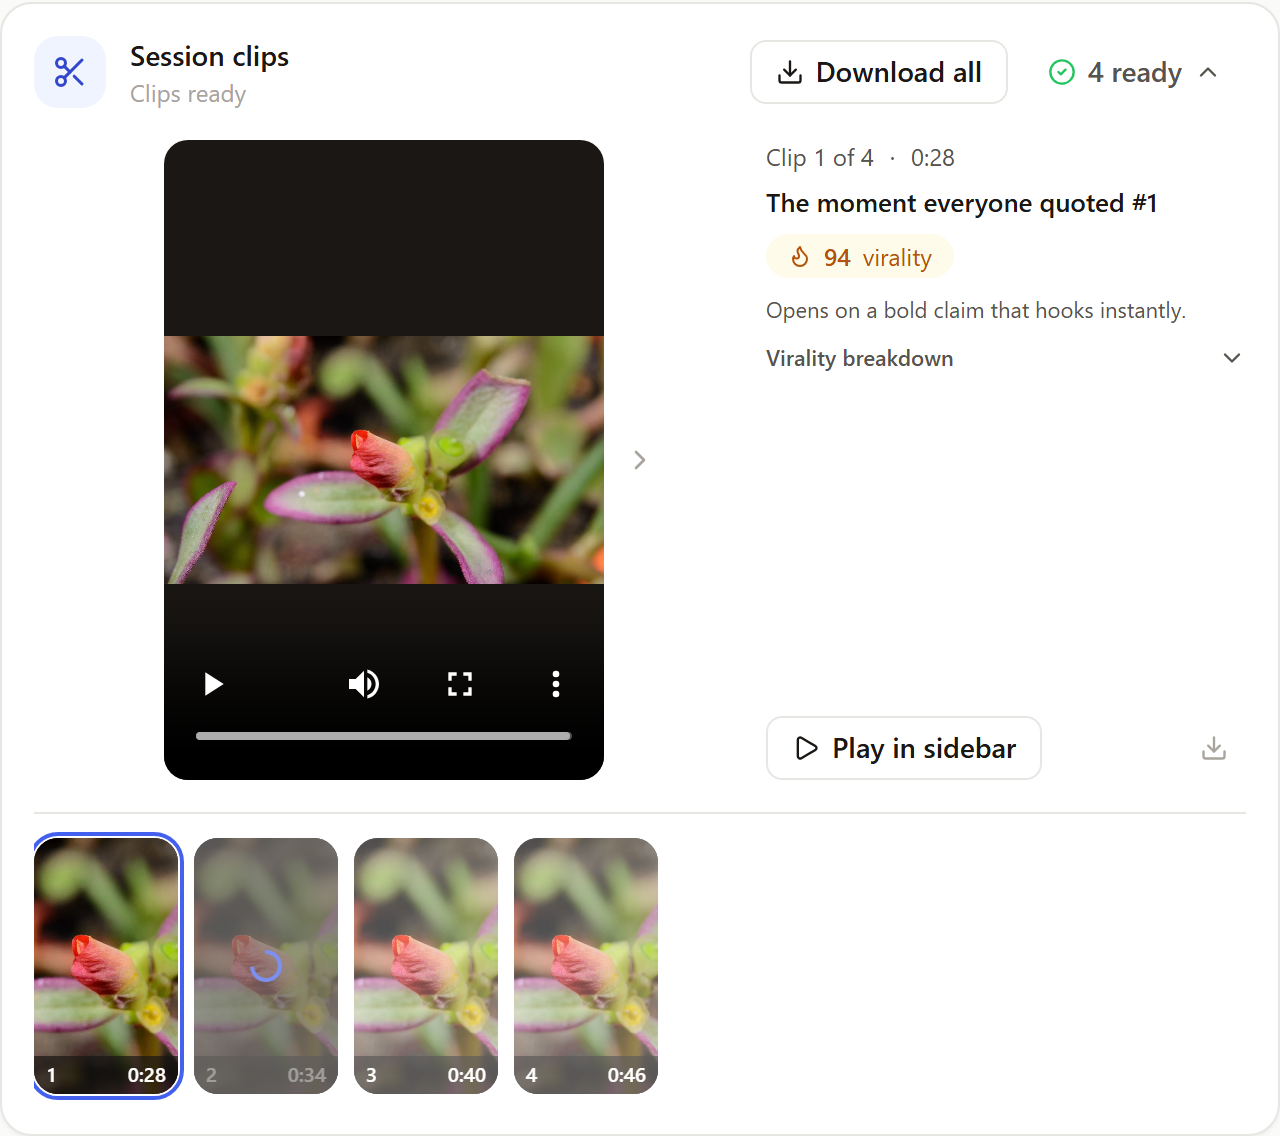 Session clips
Clips ready
Download all
4 ready
Clip 1 of 4 · 0:28
The moment everyone quoted #1
94 virality
Opens on a bold claim that hooks instantly.
Virality breakdown
Play in sidebar
1 0:28
2 0:34
3 0:40
4 0:46